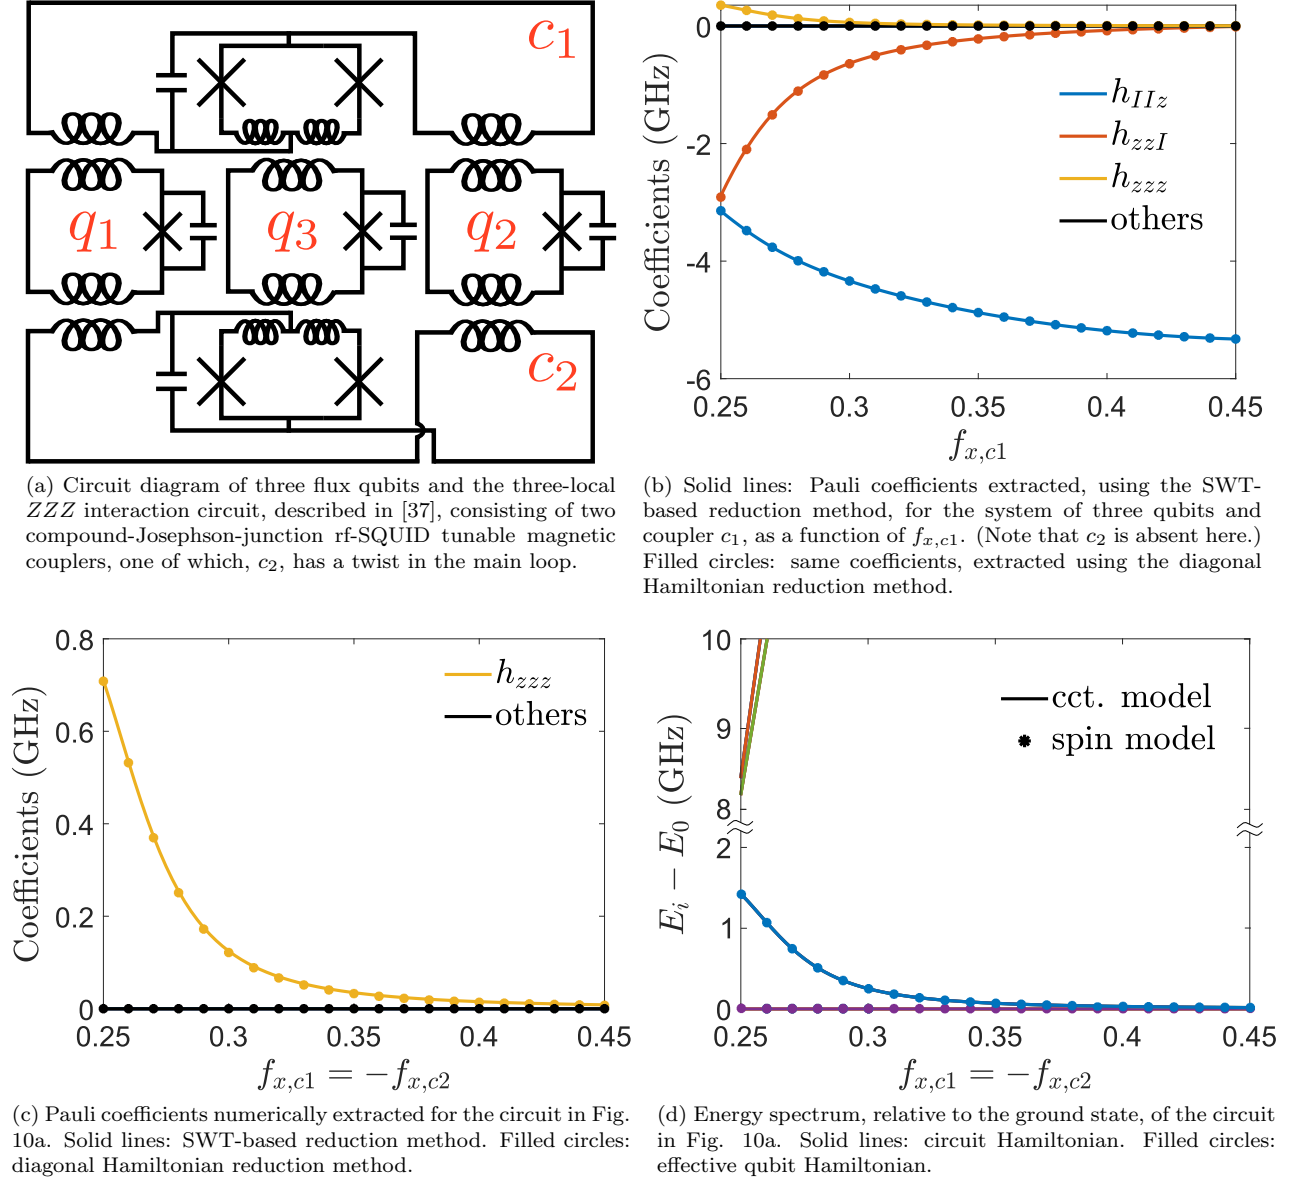 c1
q1
q3
q2
c2
(a) Circuit diagram of three flux qubits and the three-local
ZZZ interaction circuit, described in [37], consisting of two
compound-Josephson-junction rf-SQUID tunable magnetic
couplers, one of which, c2, has a twist in the main loop.
0
-2
-4
-6
Coefficients (GHz)
hIIz
hzzI
hzzz
others
0.25 0.3 0.35 0.4 0.45
fx,c1
(b) Solid lines: Pauli coefficients extracted, using the SWT-
based reduction method, for the system of three qubits and
coupler c1, as a function of fx,c1. (Note that c2 is absent here.)
Filled circles: same coefficients, extracted using the diagonal
Hamiltonian reduction method.
0.8
0.6
0.4
0.2
0
Coefficients (GHz)
hzzz
others
0.25 0.3 0.35 0.4 0.45
fx,c1 = −fx,c2
(c) Pauli coefficients numerically extracted for the circuit in Fig.
10a. Solid lines: SWT-based reduction method. Filled circles:
diagonal Hamiltonian reduction method.
10
9
8
2
1
0
Ei − E0 (GHz)
cct. model
spin model
0.25 0.3 0.35 0.4 0.45
fx,c1 = −fx,c2
(d) Energy spectrum, relative to the ground state, of the circuit
in Fig. 10a. Solid lines: circuit Hamiltonian. Filled circles:
effective qubit Hamiltonian.